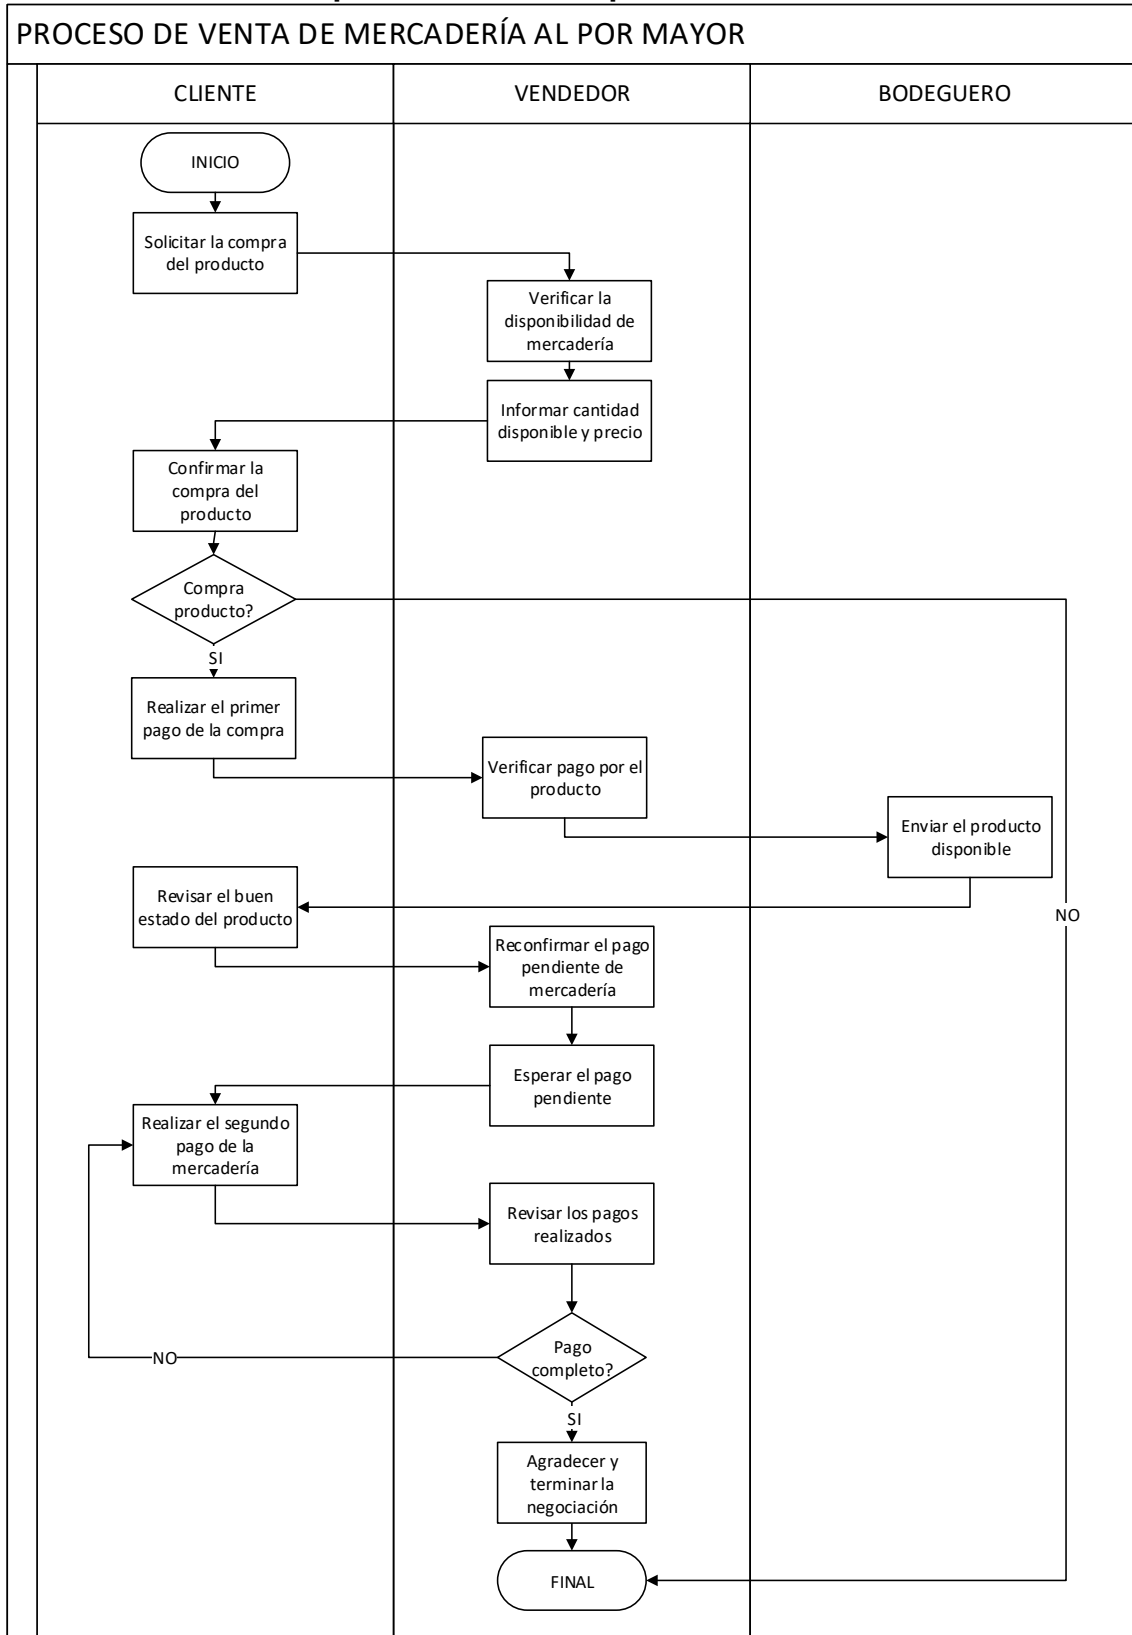 PROCESO DE VENTA DE MERCADERÍA AL POR MAYOR
CLIENTE
VENDEDOR
BODEGUERO
INICIO
Solicitar la compra
del producto
Verificar la
disponibilidad de
mercadería
Informar cantidad
disponible y precio
Confirmar la
compra del
producto
Compra
producto?
SI
Realizar el primer
pago de la compra
Verificar pago por el
producto
Enviar el producto
disponible
Revisar el buen
estado del producto
NO
Reconfirmar el pago
pendiente de
mercadería
Esperar el pago
pendiente
Realizar el segundo
pago de la
mercadería
Revisar los pagos
realizados
Pago
completo?
NO
SI
Agradecer y
terminar la
negociación
FINAL